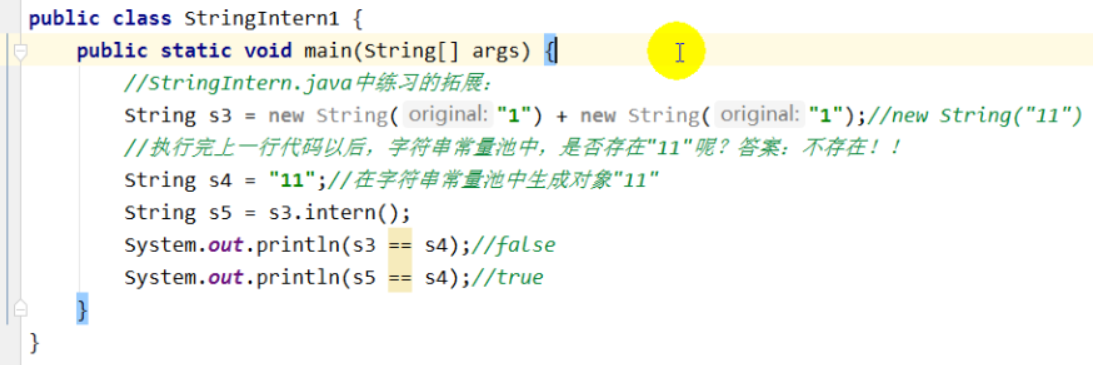 public class StringIntern1 {
public static void main(String[] args) {
//StringIntern.java中练习的拓展：
String s3 = new String( original: "1") + new String( original: "1");//new String("11")
//执行完上一行代码以后，字符串常量池中，是否存在"11"呢？答案：不存在！！
String s4 = "11";//在字符串常量池中生成对象"11"
String s5 = s3.intern();
System.out.println(s3 == s4);//false
System.out.println(s5 == s4);//true
}
}